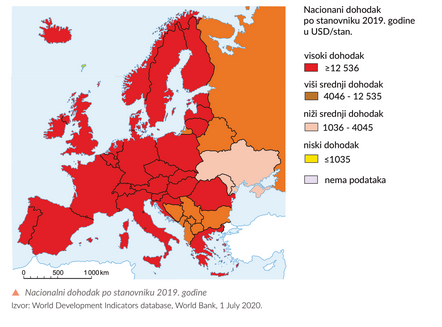 Nacionani dohodak
po stanovniku 2019. godine
u USD/stan.
visoki dohodak
≥12 536
viši srednji dohodak
4046 - 12 535
niži srednji dohodak
1036 - 4045
niski dohodak
≤1035
nema podataka
0 500 1000 km
▲ Nacionalni dohodak po stanovniku 2019. godine
Izvor: World Development Indicators database, World Bank, 1 July 2020.